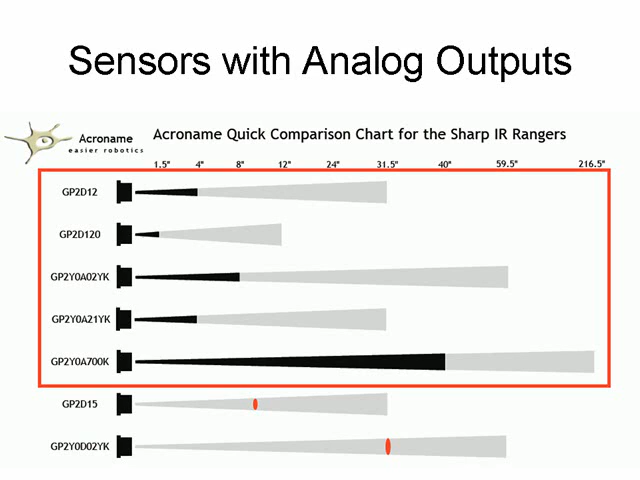 Sensors with Analog Outputs
Acroname
easier robotics
Acroname Quick Comparison Chart for the Sharp IR Rangers
1.5" 4" 8" 12" 24" 31.5" 40" 59.5" 216.5"
GP2D12
GP2D120
GP2Y0A02YK
GP2Y0A21YK
GP2Y0A700K
GP2D15
GP2Y0D02YK